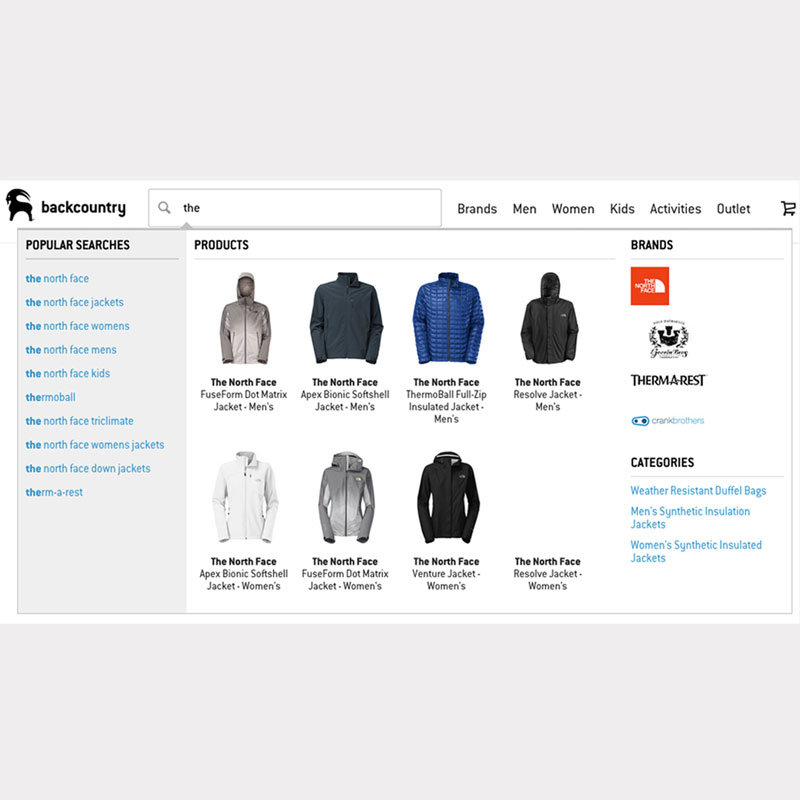 backcountry
the
Brands
Men
Women
Kids
Activities
Outlet
POPULAR SEARCHES
the north face
the north face jackets
the north face womens
the north face mens
the north face kids
thermoball
the north face triclimate
the north face womens jackets
the north face down jackets
therm-a-rest
PRODUCTS
The North Face
FuseForm Dot Matrix
Jacket - Men's
The North Face
Apex Bionic Softshell
Jacket - Men's
The North Face
ThermoBall Full-Zip
Insulated Jacket -
Men's
The North Face
Resolve Jacket -
Men's
The North Face
Apex Bionic Softshell
Jacket - Women's
The North Face
FuseForm Dot Matrix
Jacket - Women's
The North Face
Venture Jacket -
Women's
The North Face
Resolve Jacket -
Women's
BRANDS
THE
NORTH
FACE
THERMAREST
crankbrothers
CATEGORIES
Weather Resistant Duffel Bags
Men's Synthetic Insulation
Jackets
Women's Synthetic Insulated
Jackets